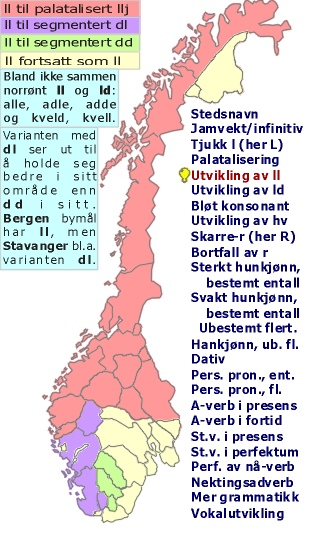 ll til palatalisert llj
ll til segmentert dl
ll til segmentert dd
ll fortsatt som ll
Bland ikke sammen
norrønt ll og ld:
alle, adle, adde
og kveld, kvell.
Varianten med
dl ser ut til
å holde seg
bedre i sitt
område enn
dd i sitt.
Bergen bymål
har ll, men
Stavanger bl.a.
varianten dl.
Stedsnavn
Jamvekt/infinitiv
Tjukk l (her L)
Palatalisering
Utvikling av ll
Utvikling av ld
Bløt konsonant
Utvikling av hv
Skarre-r (her R)
Bortfall av r
Sterkt hunkjønn,
bestemt entall
Svakt hunkjønn,
bestemt entall
Ubestemt flert.
Hankjønn, ub. fl.
Dativ
Pers. pron., ent.
Pers. pron., fl.
A-verb i presens
A-verb i fortid
St.v. i presens
St.v. i perfektum
Perf. av nå-verb
Nektingsadverb
Mer grammatikk
Vokalutvikling